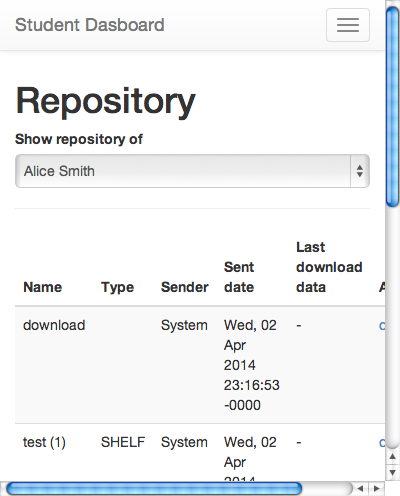 Student Dasboard
Repository
Show repository of
Alice Smith
Name Type Sender Sent date Last download data
download System Wed, 02 Apr 2014 23:16:53 -0000 -
test (1) SHELF System Wed, 02 Apr 2014 -